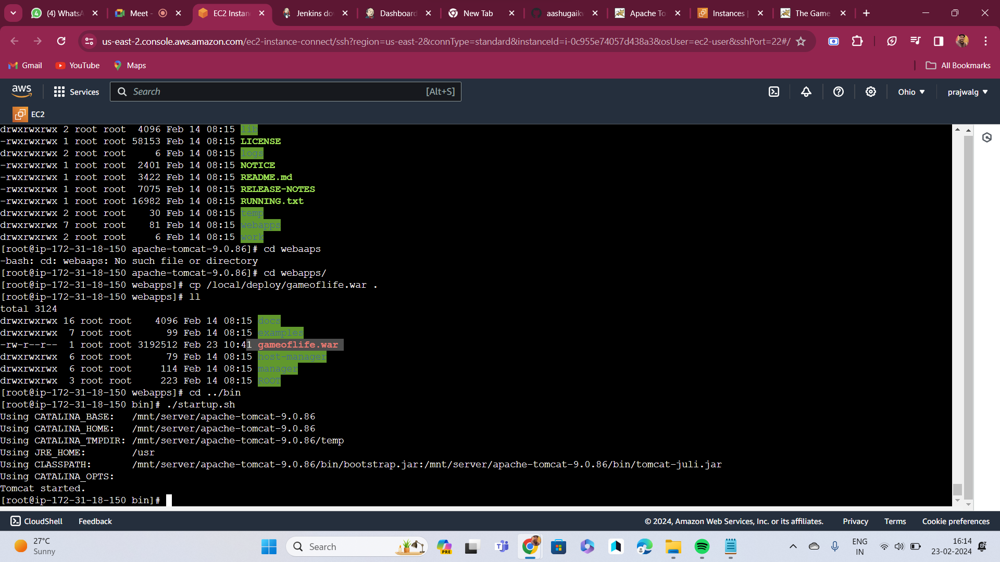 (4) WhatsA
Meet -
EC2 Instan
Jenkins do
Dashboard
New Tab
aashugaikw
Apache To
Instances |
The Game
us-east-2.console.aws.amazon.com/ec2-instance-connect/ssh?region=us-east-2&connType=standard&instanceId=i-0c955e74057d438a3&osUser=ec2-user&sshPort=22#/
Gmail
YouTube
Maps
All Bookmarks
aws
Services
Search
[Alt+S]
Ohio
prajwalg
EC2
drwxrwxrwx 2 root root  4096 Feb 14 08:15 lib
-rwxrwxrwx 1 root root 58153 Feb 14 08:15 LICENSE
drwxrwxrwx 2 root root     6 Feb 14 08:15 logs
-rwxrwxrwx 1 root root  2401 Feb 14 08:15 NOTICE
-rwxrwxrwx 1 root root  3422 Feb 14 08:15 README.md
-rwxrwxrwx 1 root root  7075 Feb 14 08:15 RELEASE-NOTES
-rwxrwxrwx 1 root root 16982 Feb 14 08:15 RUNNING.txt
drwxrwxrwx 2 root root    30 Feb 14 08:15 temp
drwxrwxrwx 7 root root    81 Feb 14 08:15 webapps
drwxrwxrwx 2 root root     6 Feb 14 08:15 work
[root@ip-172-31-18-150 apache-tomcat-9.0.86]# cd webaaps
-bash: cd: webaaps: No such file or directory
[root@ip-172-31-18-150 apache-tomcat-9.0.86]# cd webapps/
[root@ip-172-31-18-150 webapps]# cp /local/deploy/gameoflife.war .
[root@ip-172-31-18-150 webapps]# ll
total 3124
drwxrwxrwx 16 root root    4096 Feb 14 08:15 docs
drwxrwxrwx  7 root root      99 Feb 14 08:15 examples
-rw-r--r--  1 root root 3192512 Feb 23 10:41 gameoflife.war
drwxrwxrwx  6 root root      79 Feb 14 08:15 host-manager
drwxrwxrwx  6 root root     114 Feb 14 08:15 manager
drwxrwxrwx  3 root root     223 Feb 14 08:15 ROOT
[root@ip-172-31-18-150 webapps]# cd ../bin
[root@ip-172-31-18-150 bin]# ./startup.sh
Using CATALINA_BASE:   /mnt/server/apache-tomcat-9.0.86
Using CATALINA_HOME:   /mnt/server/apache-tomcat-9.0.86
Using CATALINA_TMPDIR: /mnt/server/apache-tomcat-9.0.86/temp
Using JRE_HOME:        /usr
Using CLASSPATH:       /mnt/server/apache-tomcat-9.0.86/bin/bootstrap.jar:/mnt/server/apache-tomcat-9.0.86/bin/tomcat-juli.jar
Using CATALINA_OPTS:
Tomcat started.
[root@ip-172-31-18-150 bin]#
CloudShell
Feedback
© 2024, Amazon Web Services, Inc. or its affiliates.
Privacy
Terms
Cookie preferences
27°C
Sunny
Search
PRE
ENG
IN
16:14
23-02-2024